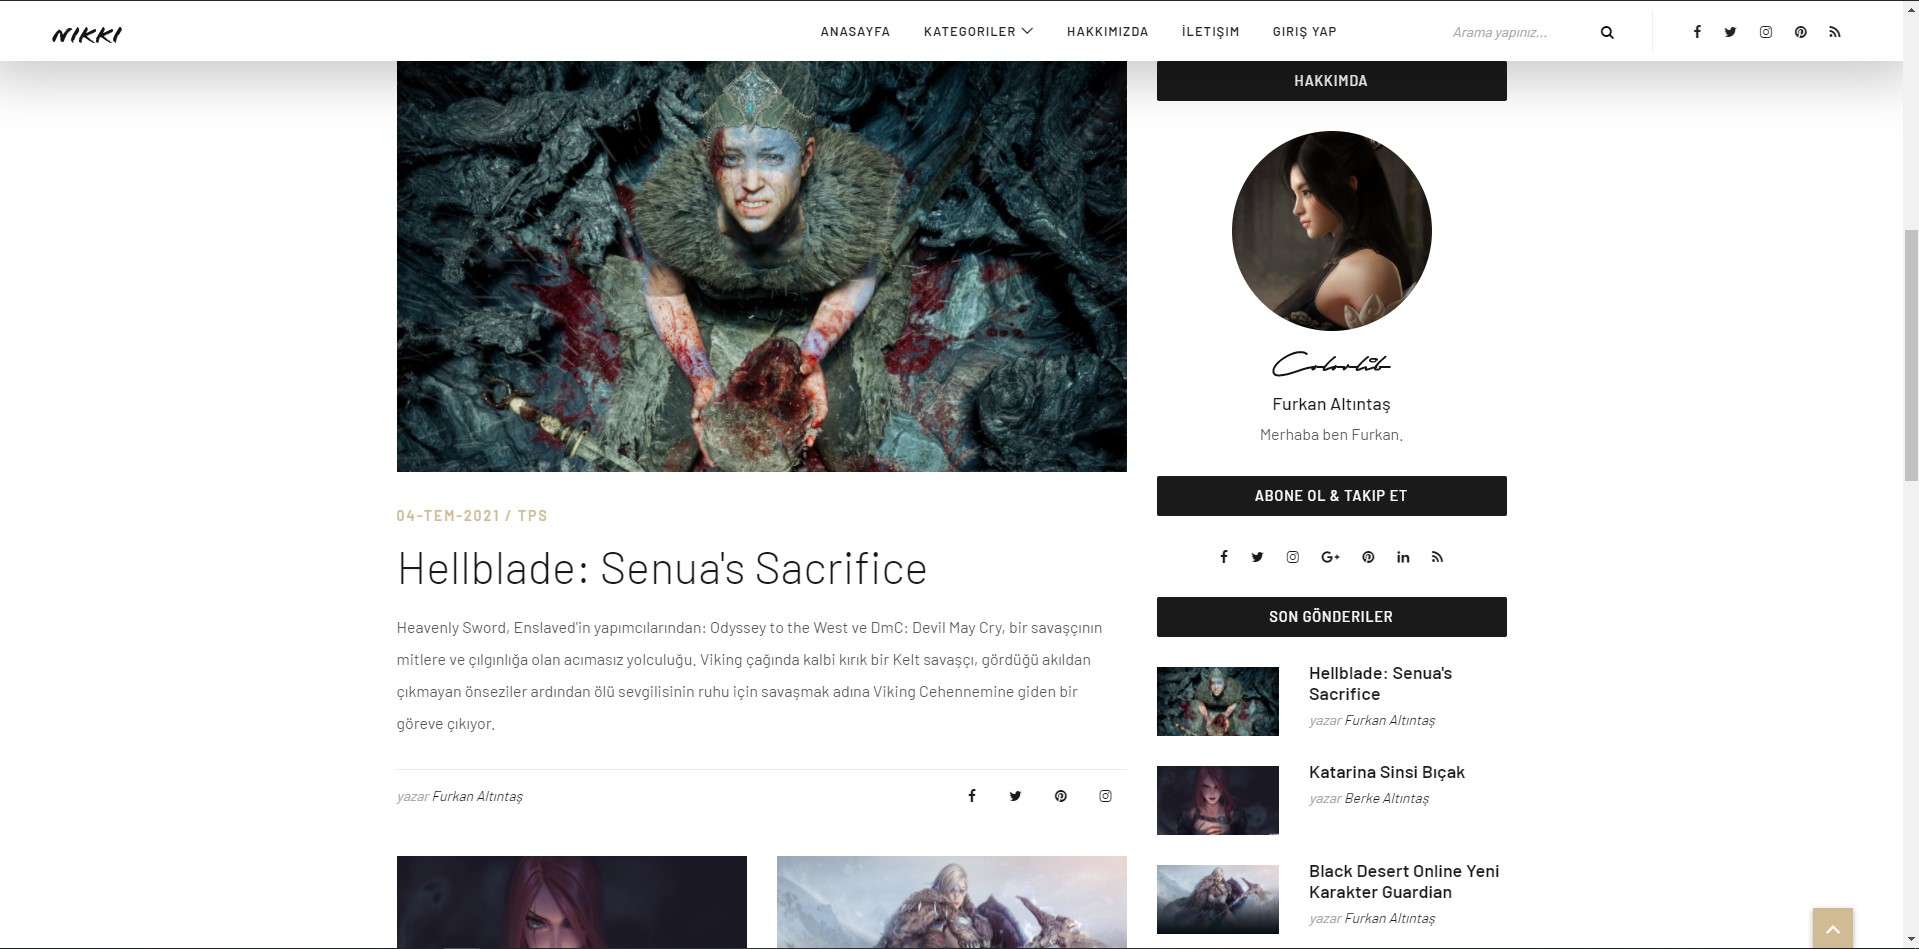 NIKKI
ANASAYFA
KATEGORILER
HAKKIMIZDA
İLETIŞIM
GIRIŞ YAP
Arama yapınız...
HAKKIMDA
Colorlib
Furkan Altıntaş
Merhaba ben Furkan.
ABONE OL & TAKIP ET
04-TEM-2021 / TPS
Hellblade: Senua's Sacrifice
Heavenly Sword, Enslaved'in yapımcılarından: Odyssey to the West ve DmC: Devil May Cry, bir savaşçının
mitlere ve çılgınlığa olan acımasız yolculuğu. Viking çağında kalbi kırık bir Kelt savaşçı, gördüğü akıldan
çıkmayan önseziler ardından ölü sevgilisinin ruhu için savaşmak adına Viking Cehennemine giden bir
göreve çıkıyor.
yazar Furkan Altıntaş
SON GÖNDERILER
Hellblade: Senua's
Sacrifice
yazar Furkan Altıntaş
Katarina Sinsi Bıçak
yazar Berke Altıntaş
Black Desert Online Yeni
Karakter Guardian
yazar Furkan Altıntaş